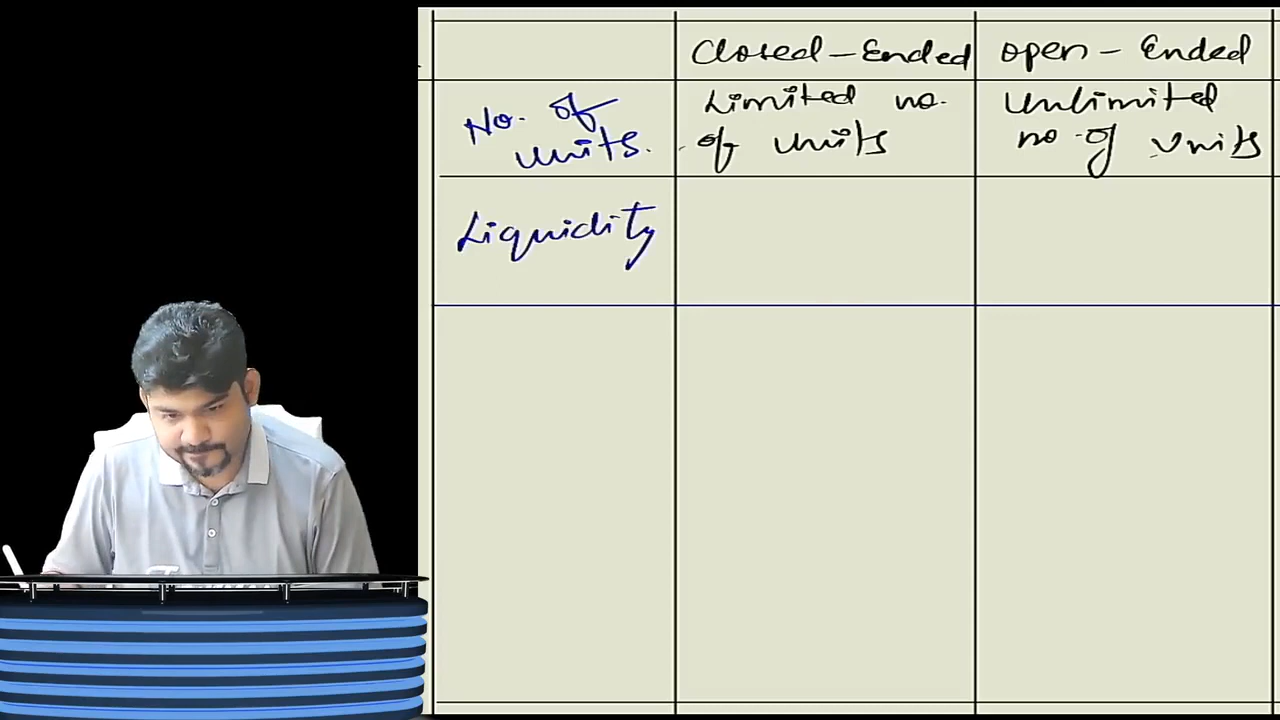 Closed-Ended
Open-Ended
No. of
units.
Limited no.
of units
Unlimited
no. of units
Liquidity